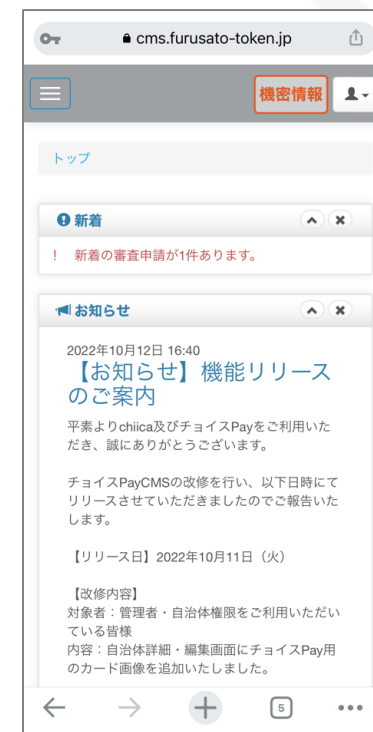 cms.furusato-token.jp
機密情報
トップ
新着
! 新着の審査申請が1件あります。
お知らせ
2022年10月12日 16:40
【お知らせ】機能リリース
のご案内
平素よりchiica及びチョイスPayをご利用いた
だき、誠にありがとうございます。
チョイスPayCMSの改修を行い、以下日時にて
リリースさせていただきましたのでご報告いた
します。
【リリース日】2022年10月11日（火）
【改修内容】
対象者：管理者・自治体権限をご利用いただい
ている皆様
内容：自治体詳細・編集画面にチョイスPay用
のカード画像を追加いたしました。
5